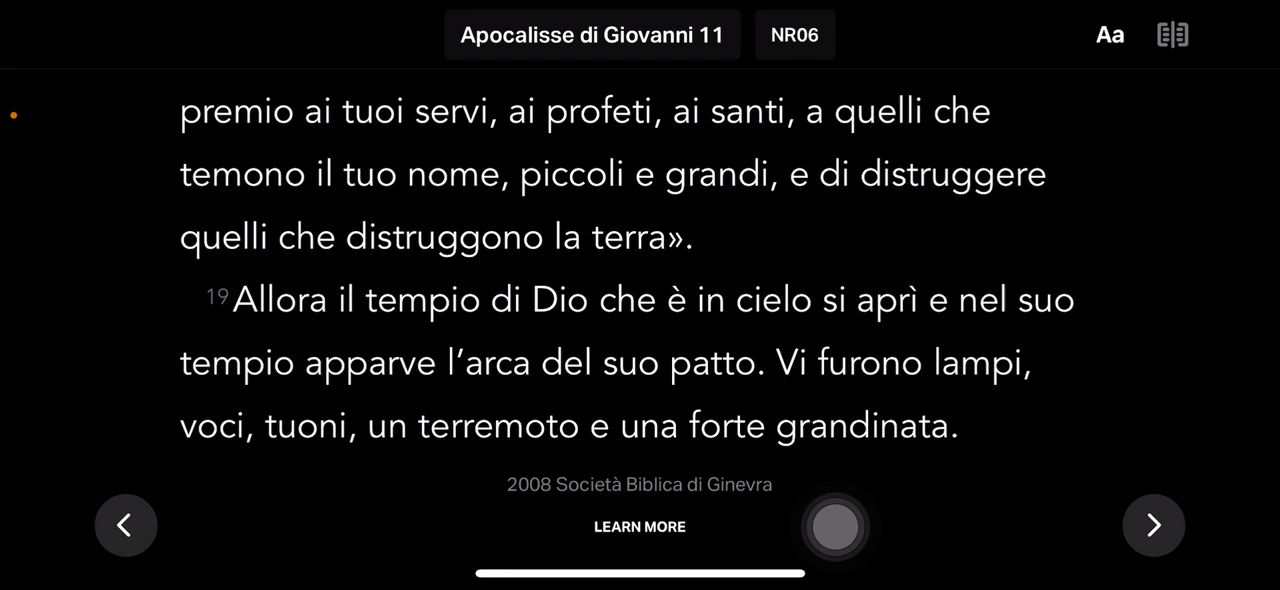 Apocalisse di Giovanni 11 NR06 Aa
premio ai tuoi servi, ai profeti, ai santi, a quelli che
temono il tuo nome, piccoli e grandi, e di distruggere
quelli che distruggono la terra».
19 Allora il tempio di Dio che è in cielo si aprì e nel suo
tempio apparve l’arca del suo patto. Vi furono lampi,
voci, tuoni, un terremoto e una forte grandinata.
2008 Società Biblica di Ginevra
LEARN MORE